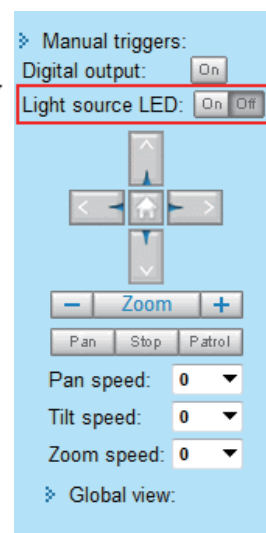 Manual triggers:
Digital output: On
Light source LED: On Off
Zoom
Pan Stop Patrol
Pan speed: 0
Tilt speed: 0
Zoom speed: 0
Global view: